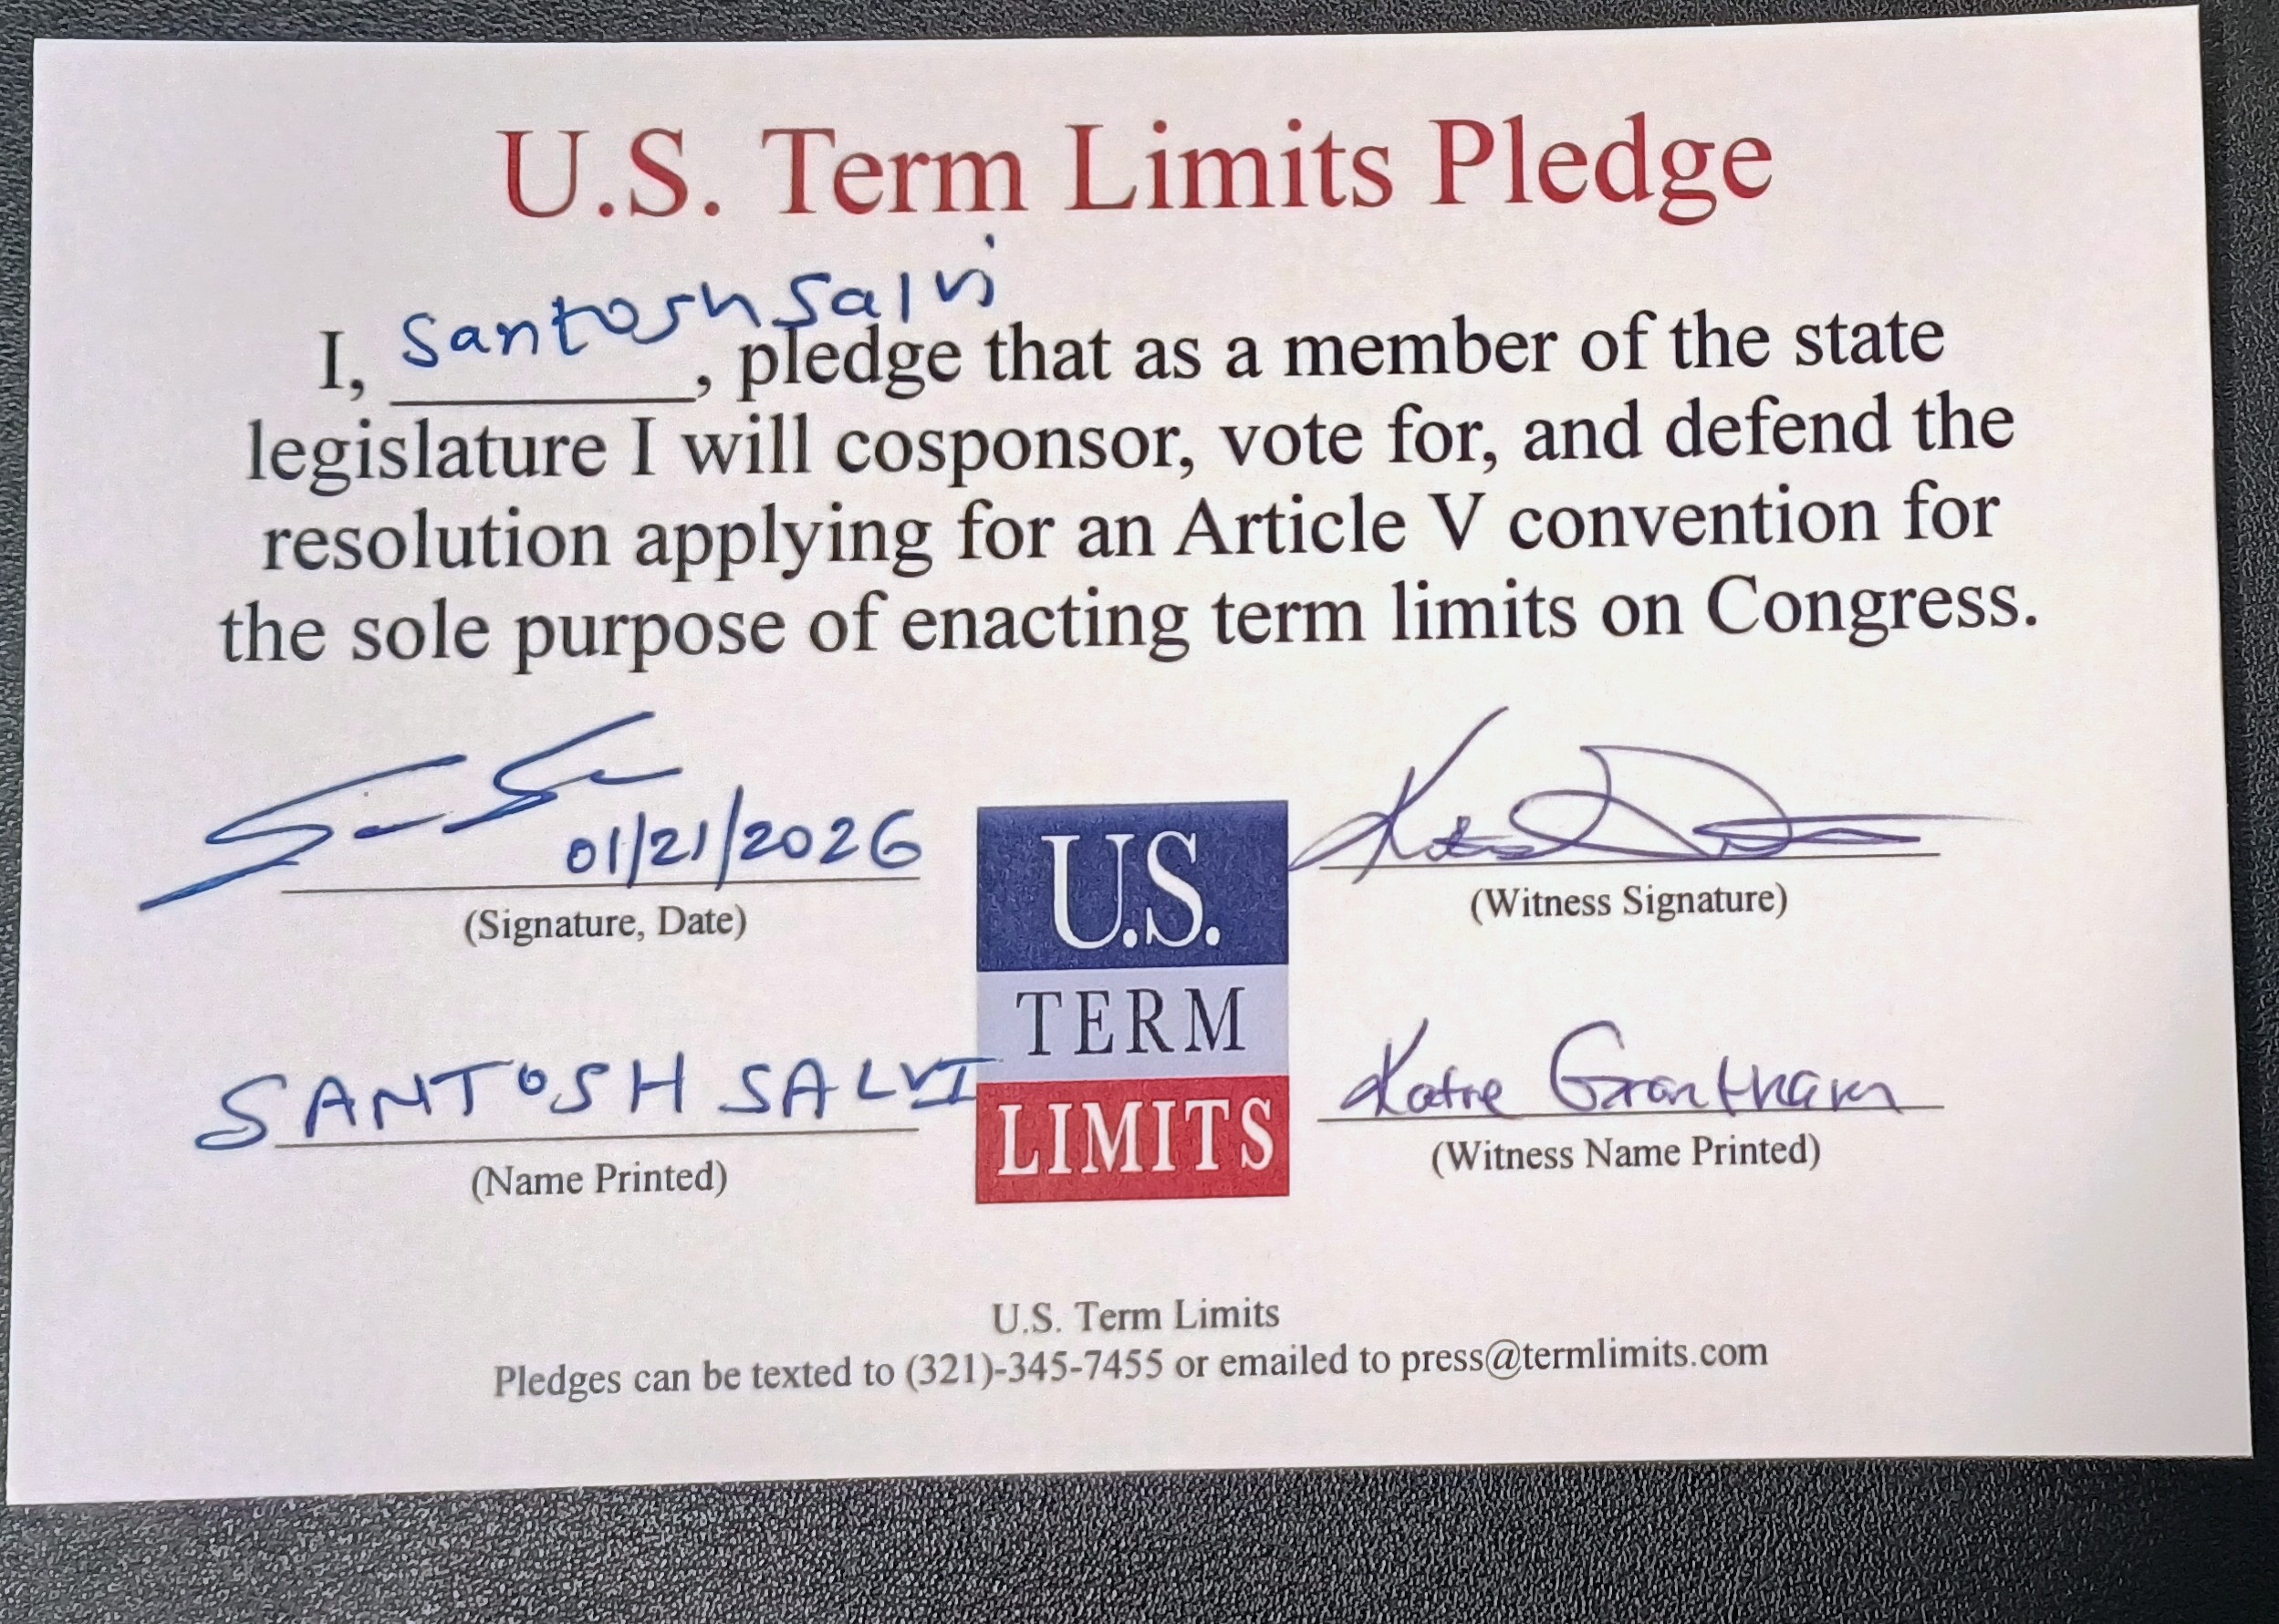 U.S. Term Limits Pledge
I, Santosh Salvi, pledge that as a member of the state
legislature I will cosponsor, vote for, and defend the
resolution applying for an Article V convention for
the sole purpose of enacting term limits on Congress.
01/21/2026
(Signature, Date)
(Witness Signature)
U.S.
TERM
LIMITS
SANTOSH SALVI
(Name Printed)
Katie Grantham
(Witness Name Printed)
U.S. Term Limits
Pledges can be texted to (321)-345-7455 or emailed to press@termlimits.com